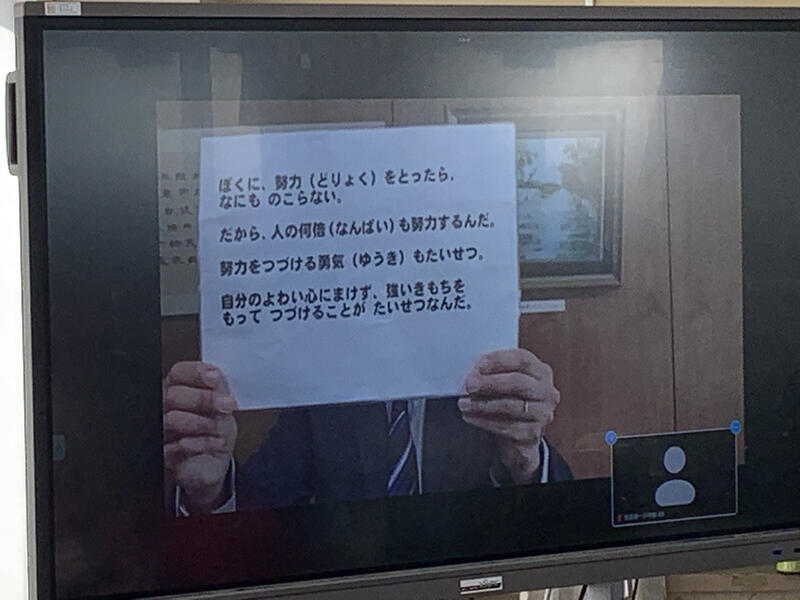 ぼくに、努力（どりょく）をとったら、
なにも のこらない。
だから、人の何倍（なんばい）も努力するんだ。
努力をつづける勇気（ゆうき）もたいせつ。
自分のよわい心にまけず、強いきもちを
もって つづけることが たいせつなんだ。